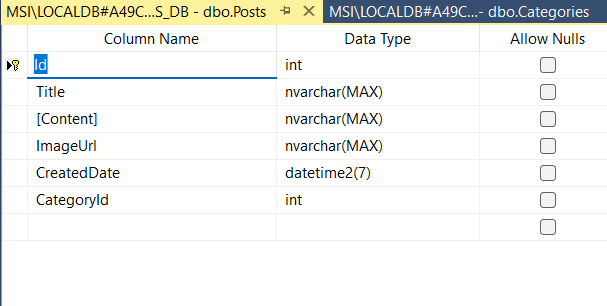 MSI\LOCALDB#A49C...S_DB - dbo.Posts MSI\LOCALDB#A49C...- dbo.Categories
Column Name Data Type Allow Nulls
Id int
Title nvarchar(MAX)
[Content] nvarchar(MAX)
ImageUrl nvarchar(MAX)
CreatedDate datetime2(7)
CategoryId int